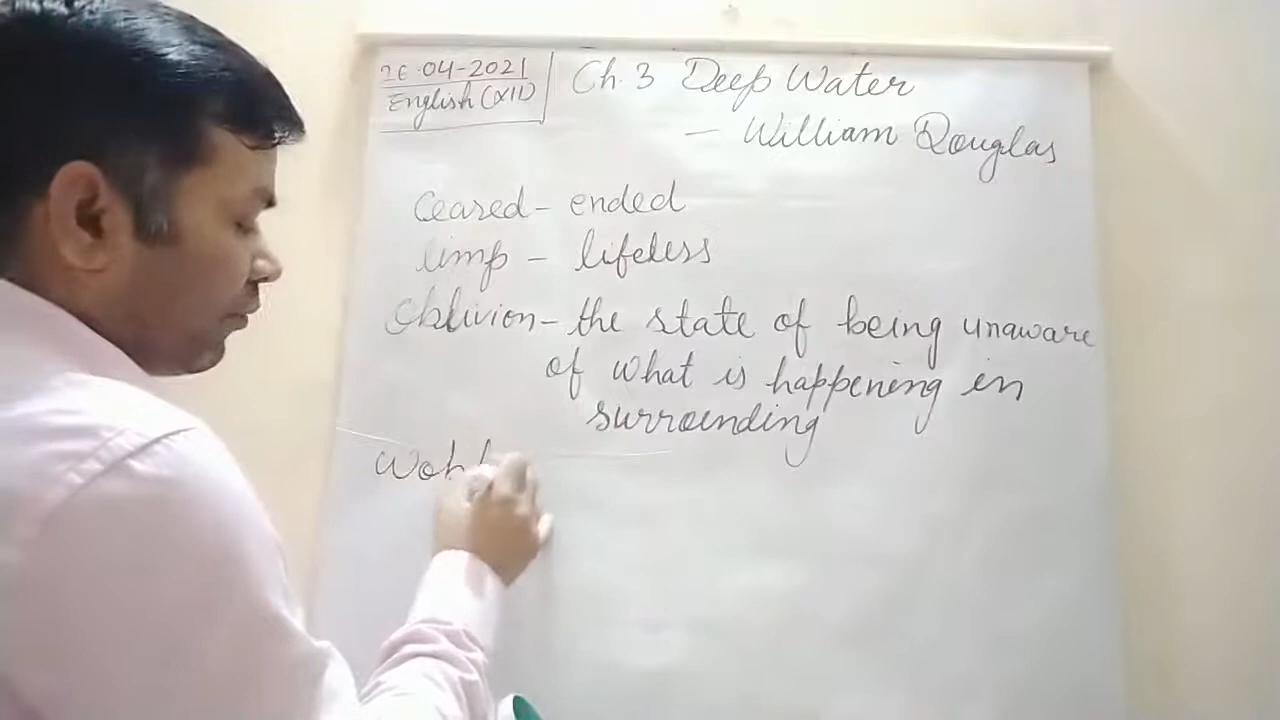 26-04-2021
English (XII)
Ch. 3 Deep Water
- William Douglas
Ceased - ended
limp - lifeless
Oblivion - the state of being unaware
of what is happening in
surrounding